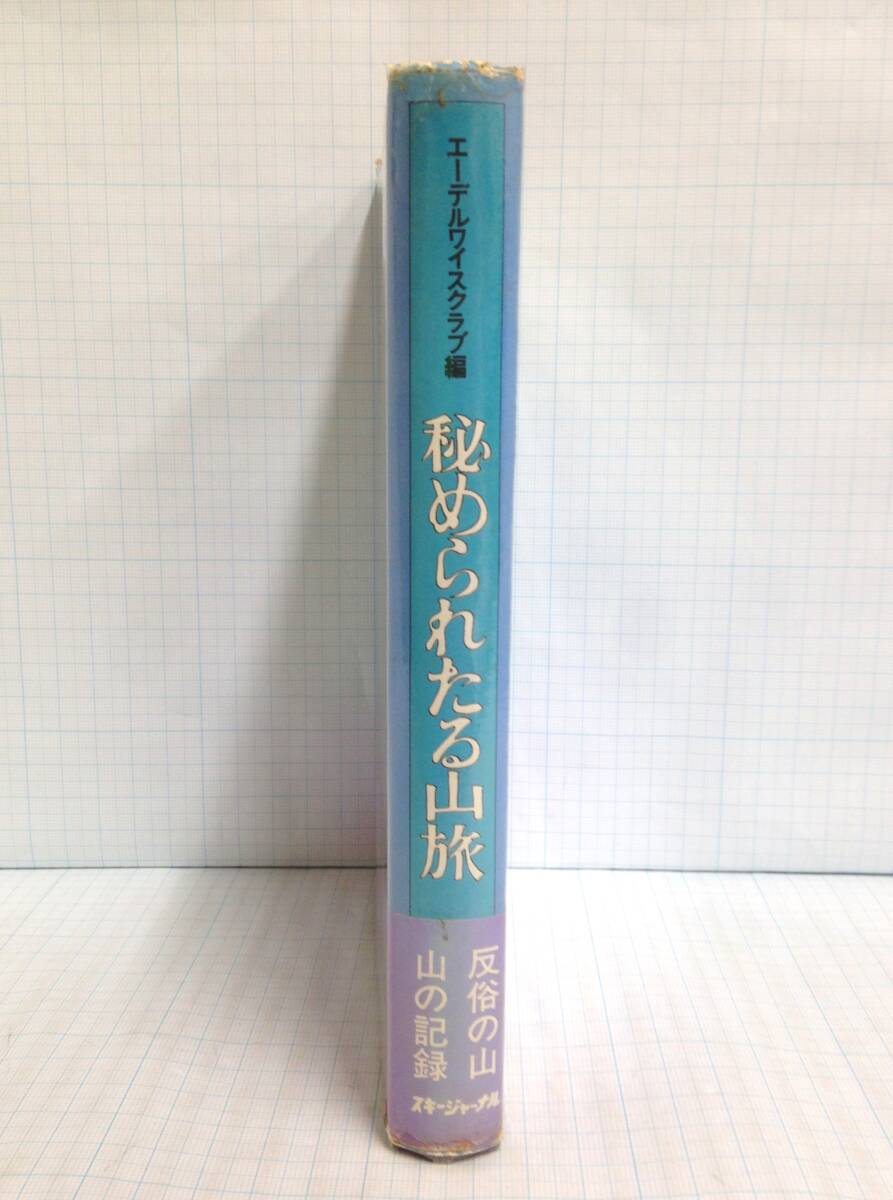 エーデルワイスクラブ編
秘められたる山旅
反俗の山
山の記録
スキージャーナル